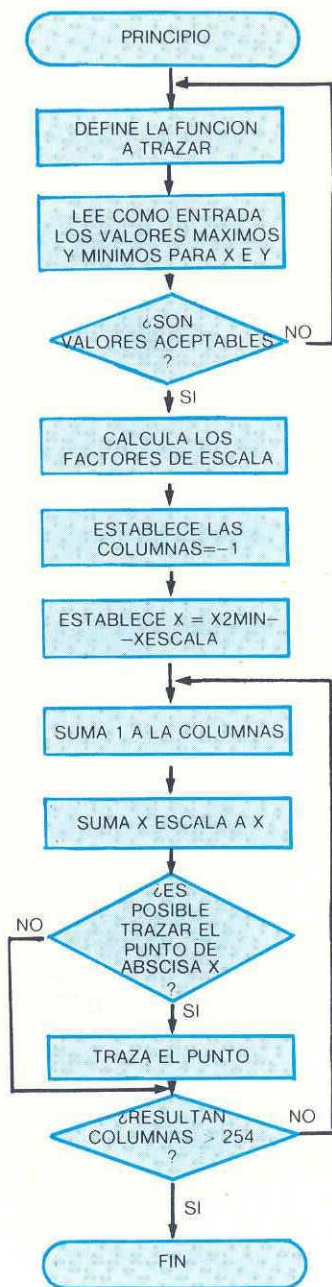 PRINCIPIO
DEFINE LA FUNCION
A TRAZAR
LEE COMO ENTRADA
LOS VALORES MAXIMOS
Y MINIMOS PARA X E Y
¿SON
VALORES ACEPTABLES
?
NO
SI
CALCULA LOS
FACTORES DE ESCALA
ESTABLECE LAS
COLUMNAS=-1
ESTABLECE X = X2MIN-
-XESCALA
SUMA 1 A LA COLUMNAS
SUMA X ESCALA A X
¿ES
POSIBLE
TRAZAR EL
PUNTO DE
ABSCISA X
?
NO
SI
TRAZA EL PUNTO
¿RESULTAN
COLUMNAS > 254
?
NO
SI
FIN